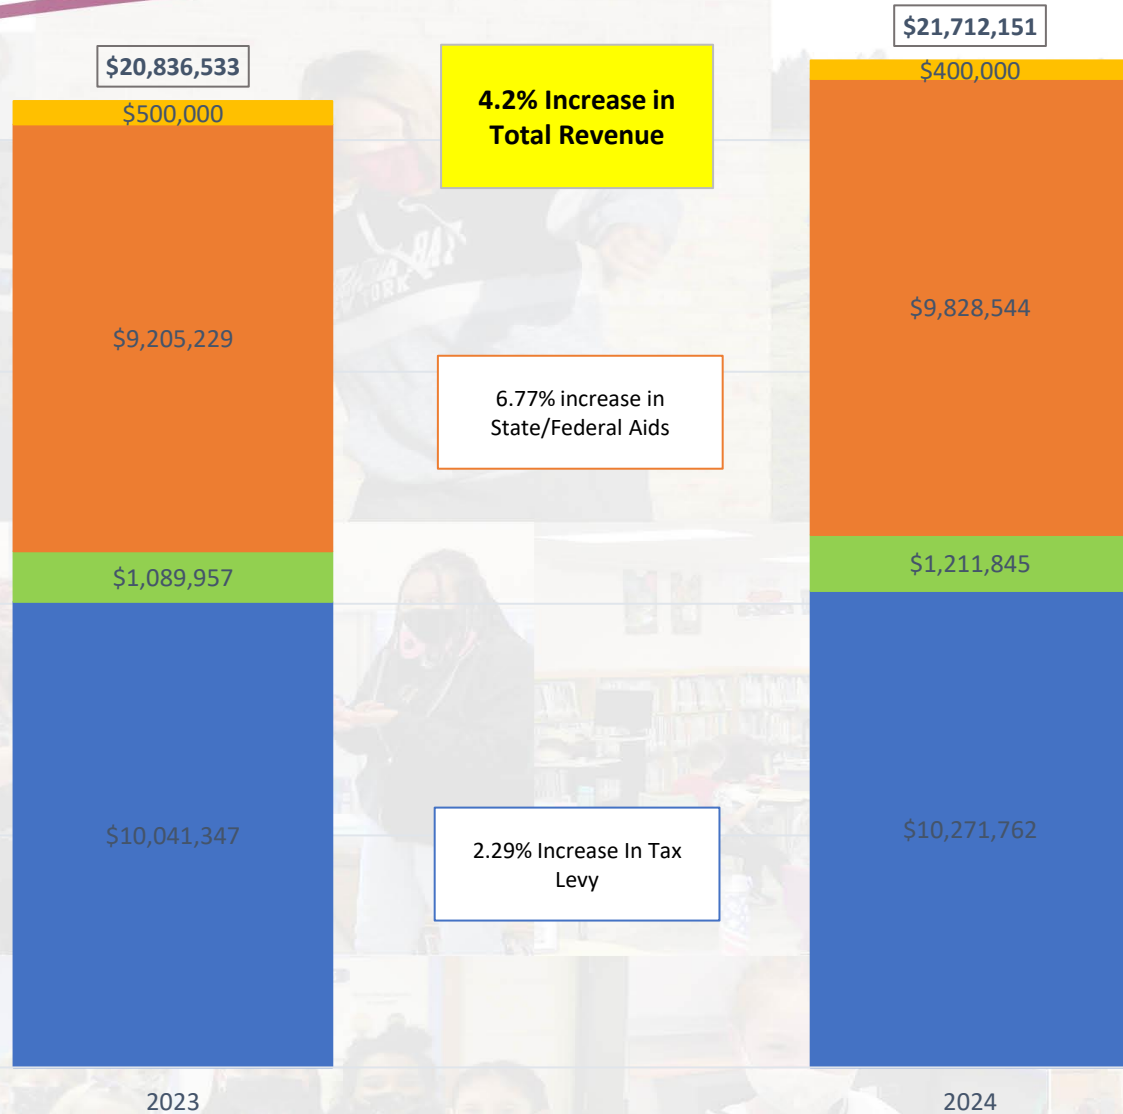 $20,836,533
$500,000
$9,205,229
$1,089,957
$10,041,347
2023
4.2% Increase in
Total Revenue
6.77% increase in
State/Federal Aids
2.29% Increase In Tax
Levy
$21,712,151
$400,000
$9,828,544
$1,211,845
$10,271,762
2024